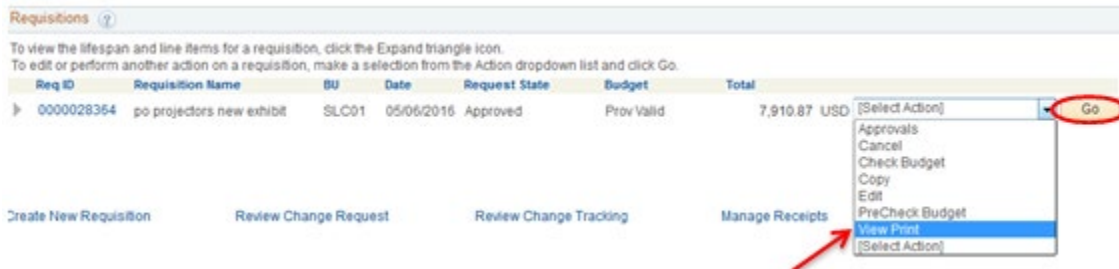 Requisitions ?
To view the lifespan and line items for a requisition, click the Expand triangle icon.
To edit or perform another action on a requisition, make a selection from the Action dropdown list and click Go.
Req ID Requisition Name BU Date Request State Budget Total
0000028364 po projectors new exhibit SLC01 05/06/2016 Approved Prov Valid 7,910.87 USD [Select Action] Go
Approvals
Cancel
Check Budget
Copy
Edit
PreCheck Budget
View Print
[Select Action]
Create New Requisition Review Change Request Review Change Tracking Manage Receipts